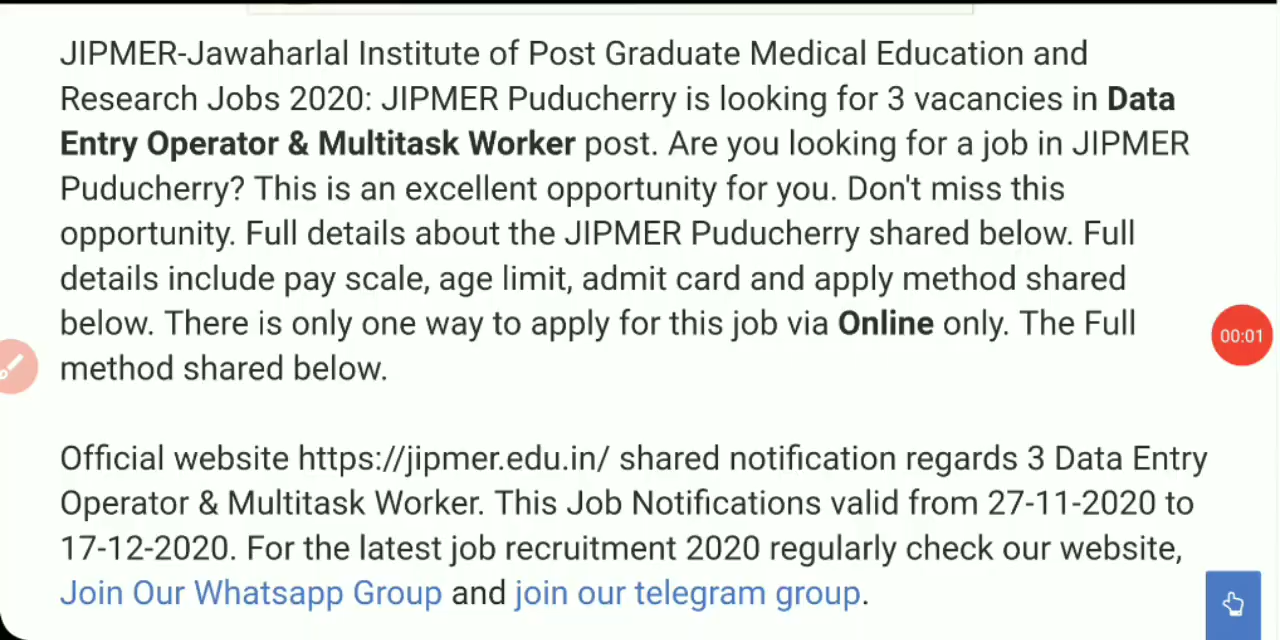 JIPMER-Jawaharlal Institute of Post Graduate Medical Education and
Research Jobs 2020: JIPMER Puducherry is looking for 3 vacancies in Data
Entry Operator & Multitask Worker post. Are you looking for a job in JIPMER
Puducherry? This is an excellent opportunity for you. Don't miss this
opportunity. Full details about the JIPMER Puducherry shared below. Full
details include pay scale, age limit, admit card and apply method shared
below. There is only one way to apply for this job via Online only. The Full
method shared below.
00:01
Official website https://jipmer.edu.in/ shared notification regards 3 Data Entry
Operator & Multitask Worker. This Job Notifications valid from 27-11-2020 to
17-12-2020. For the latest job recruitment 2020 regularly check our website,
Join Our Whatsapp Group and join our telegram group.